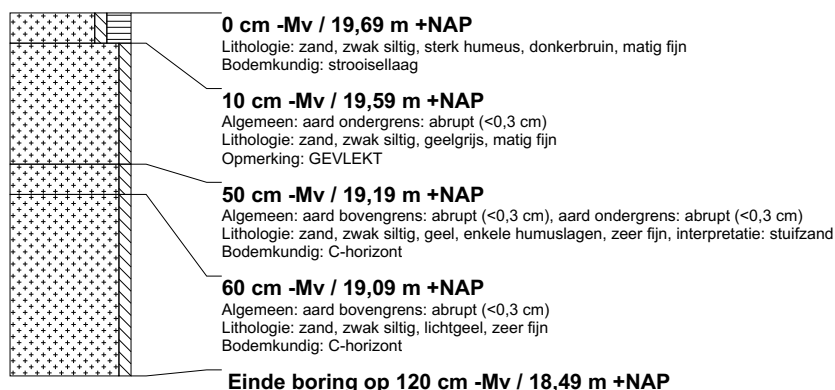 0 cm -Mv / 19,69 m +NAP
Lithologie: zand, zwak siltig, sterk humeus, donkerbruin, matig fijn
Bodemkundig: strooisellaag
10 cm -Mv / 19,59 m +NAP
Algemeen: aard ondergrens: abrupt (<0,3 cm)
Lithologie: zand, zwak siltig, geelgrijs, matig fijn
Opmerking: GEVLEKT
50 cm -Mv / 19,19 m +NAP
Algemeen: aard bovengrens: abrupt (<0,3 cm), aard ondergrens: abrupt (<0,3 cm)
Lithologie: zand, zwak siltig, geel, enkele humuslagen, zeer fijn, interpretatie: stuifzand
Bodemkundig: C-horizont
60 cm -Mv / 19,09 m +NAP
Algemeen: aard bovengrens: abrupt (<0,3 cm)
Lithologie: zand, zwak siltig, lichtgeel, zeer fijn
Bodemkundig: C-horizont
Einde boring op 120 cm -Mv / 18,49 m +NAP